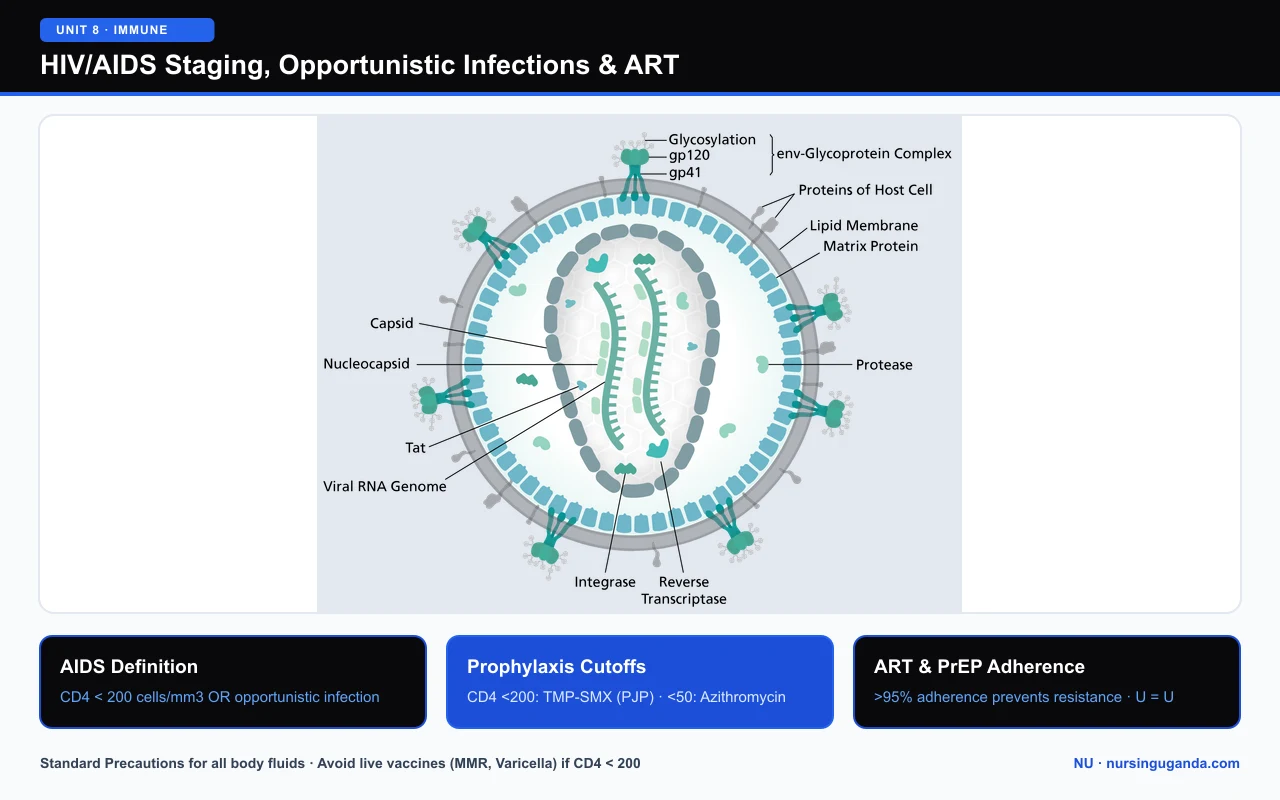 UNIT 8 · IMMUNE
HIV/AIDS Staging, Opportunistic Infections & ART
Glycosylation
gp120
gp41
env-Glycoprotein Complex
Proteins of Host Cell
Lipid Membrane
Matrix Protein
Capsid
Nucleocapsid
Protease
Tat
Viral RNA Genome
Integrase
Reverse
Transcriptase
AIDS Definition
CD4 < 200 cells/mm3 OR opportunistic infection
Prophylaxis Cutoffs
CD4 <200: TMP-SMX (PJP) · <50: Azithromycin
ART & PrEP Adherence
>95% adherence prevents resistance · U = U
Standard Precautions for all body fluids · Avoid live vaccines (MMR, Varicella) if CD4 < 200
NU · nursinguganda.com